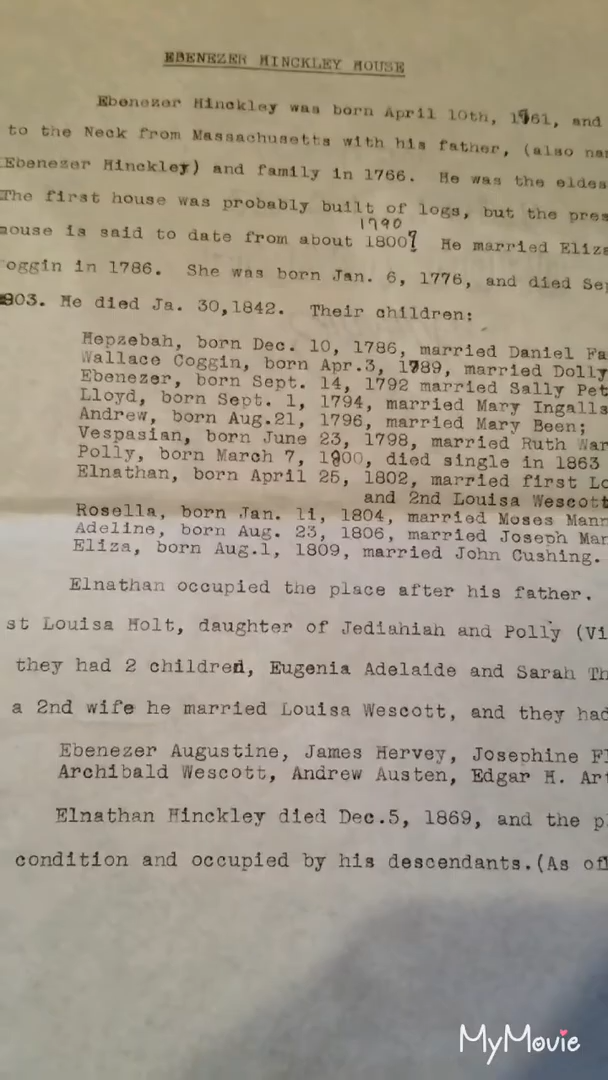 EBENEZER HINCKLEY HOUSE
Ebenezer Hinckley was born April 10th, 1761, and
to the Neck from Massachusetts with his father, (also nam
Ebenezer Hinckley) and family in 1766. He was the eldes
The first house was probably built of logs, but the pres
1790
house is said to date from about 1800? He married Eliza
oggin in 1786. She was born Jan. 6, 1776, and died Sep
803. He died Ja. 30,1842. Their children:
Hepzebah, born Dec. 10, 1786, married Daniel Fa
Wallace Coggin, born Apr.3, 1789, married Dolly
Ebenezer, born Sept. 14, 1792 married Sally Pet
Lloyd, born Sept. 1, 1794, married Mary Ingalls
Andrew, born Aug.21, 1796, married Mary Been;
Vespasian, born June 23, 1798, married Ruth War
Polly, born March 7, 1800, died single in 1863
Elnathan, born April 25, 1802, married first Lo
and 2nd Louisa Wescott
Rosella, born Jan. 11, 1804, married Moses Mann
Adeline, born Aug. 23, 1806, married Joseph Mar
Eliza, born Aug.1, 1809, married John Cushing.
Elnathan occupied the place after his father.
st Louisa Holt, daughter of Jediahiah and Polly (Vi
they had 2 children, Eugenia Adelaide and Sarah Th
a 2nd wife he married Louisa Wescott, and they had
Ebenezer Augustine, James Hervey, Josephine Fl
Archibald Wescott, Andrew Austen, Edgar H. Art
Elnathan Hinckley died Dec.5, 1869, and the pl
condition and occupied by his descendants.(As of
MyMovie